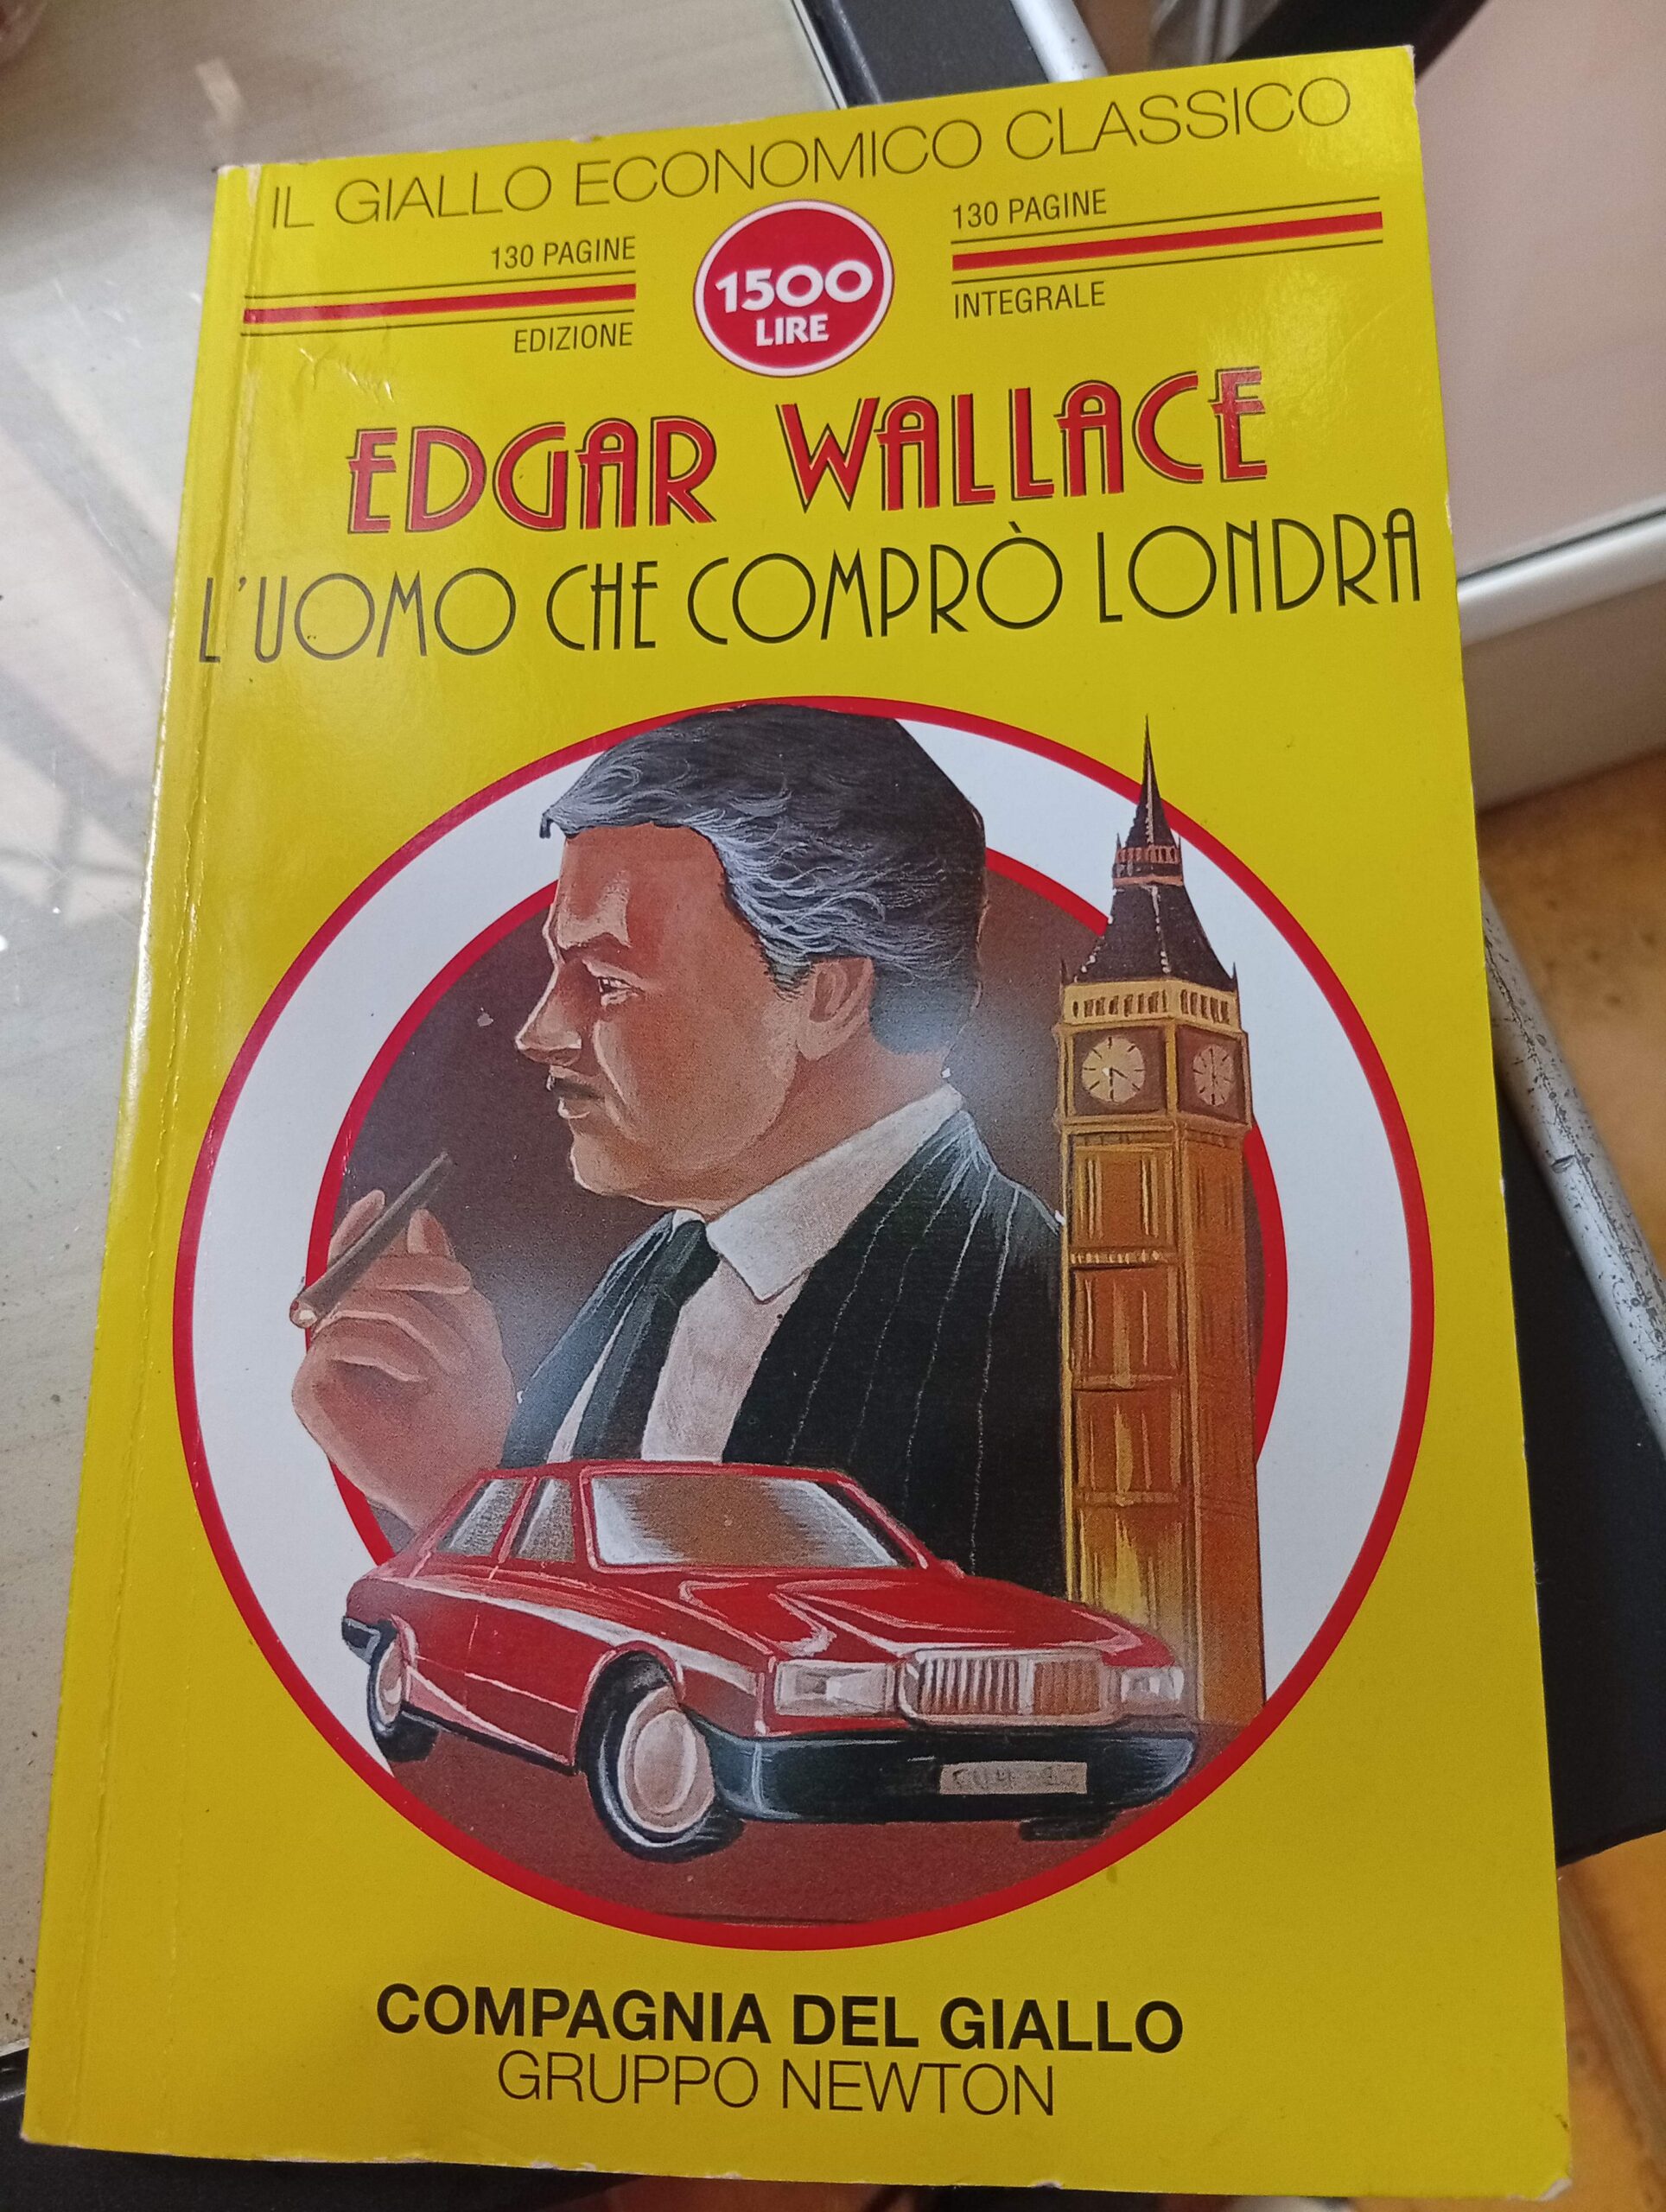 IL GIALLO ECONOMICO CLASSICO
130 PAGINE
EDIZIONE
1500
LIRE
130 PAGINE
INTEGRALE
EDGAR WALLACE
L'UOMO CHE COMPRÒ LONDRA
COMPAGNIA DEL GIALLO
GRUPPO NEWTON